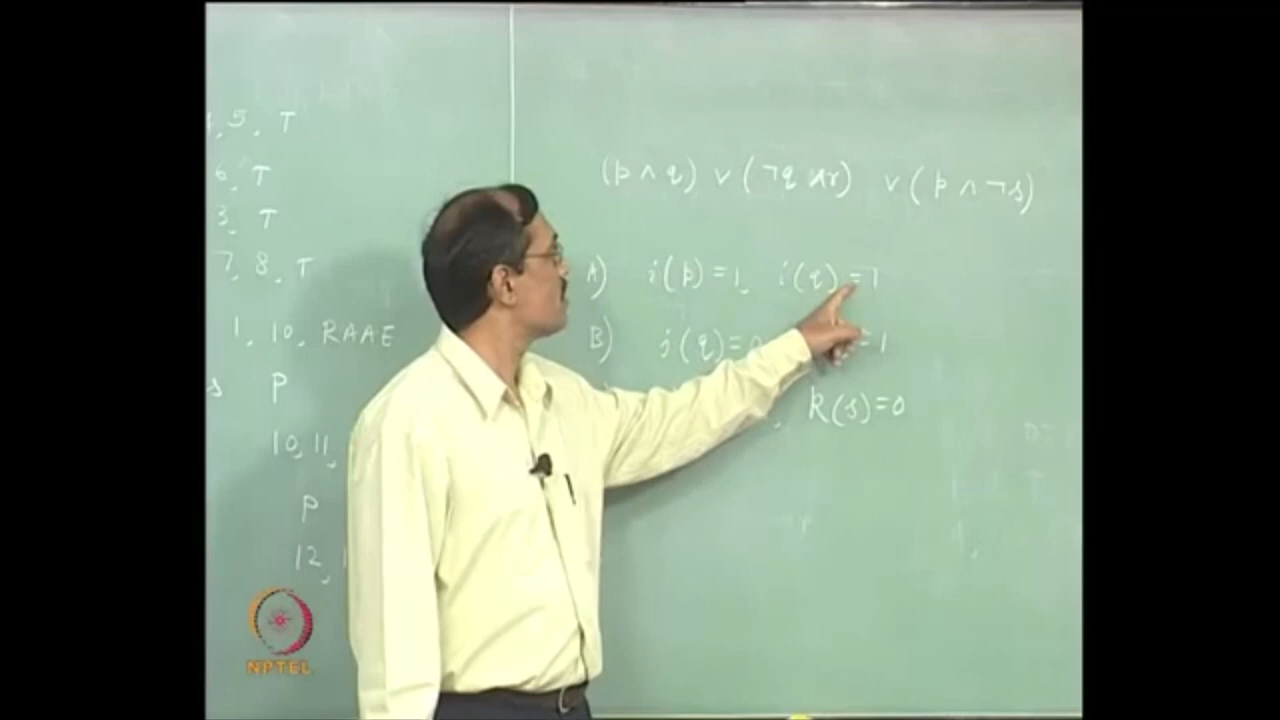 5, T
6, T
3, T
7, 8, T
1, 10, RAAE
s P
10, 11,
P
12,
(p ∧ q) ∨ (¬q ∧ r) ∨ (p ∧ ¬s)
A) i(p)=1, i(q)=1
B) j(q)=0 =1
, k(s)=0
NPTEL